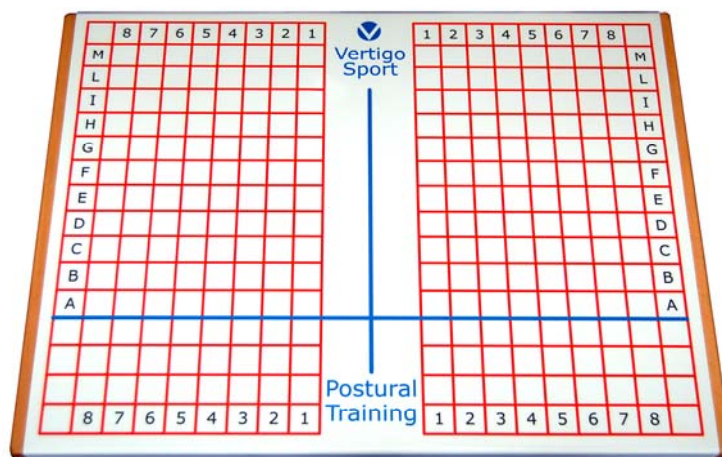 8 7 6 5 4 3 2 1
Vertigo
Sport
1 2 3 4 5 6 7 8
M M
L L
I I
H H
G G
F F
E E
D D
C C
B B
A A
Postural
Training
8 7 6 5 4 3 2 1
1 2 3 4 5 6 7 8